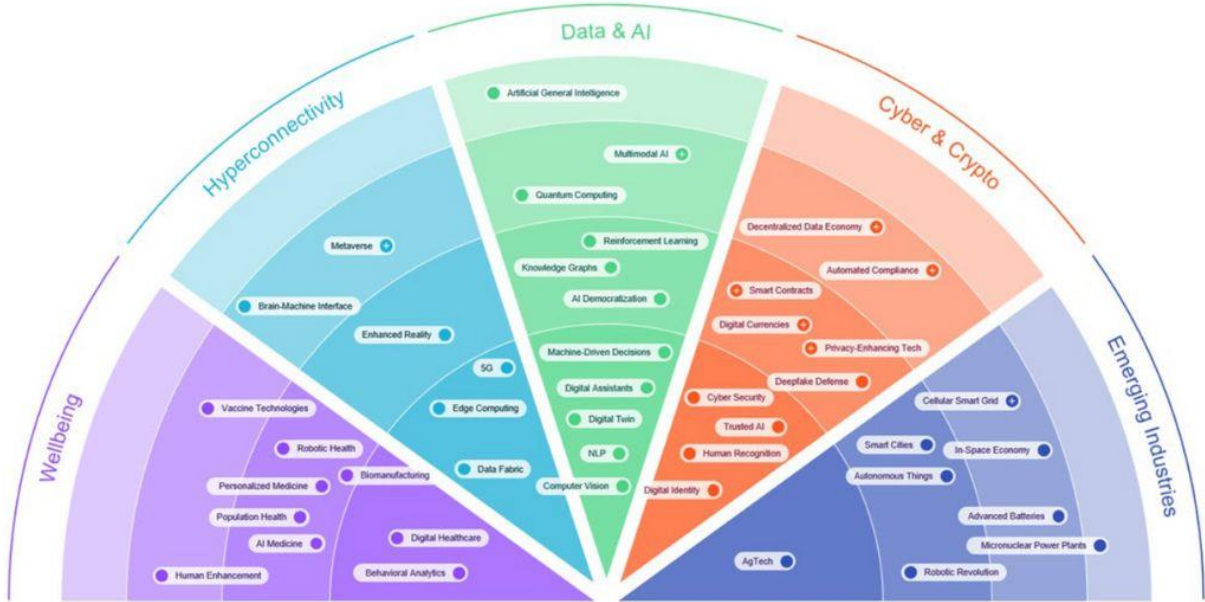 Data & AI
Hyperconnectivity
Cyber & Crypto
Wellbeing
Emerging Industries
Artificial General Intelligence
Multimodal AI
Quantum Computing
Reinforcement Learning
Knowledge Graphs
AI Democratization
Machine-Driven Decisions
Digital Assistants
Digital Twin
NLP
Computer Vision
Metaverse
Brain-Machine Interface
Enhanced Reality
5G
Edge Computing
Data Fabric
Decentralized Data Economy
Automated Compliance
Smart Contracts
Digital Currencies
Privacy-Enhancing Tech
Deepfake Defense
Cyber Security
Trusted AI
Human Recognition
Digital Identity
Vaccine Technologies
Robotic Health
Biomanufacturing
Personalized Medicine
Population Health
AI Medicine
Digital Healthcare
Human Enhancement
Behavioral Analytics
Cellular Smart Grid
Smart Cities
In-Space Economy
Autonomous Things
Advanced Batteries
Micronuclear Power Plants
AgTech
Robotic Revolution